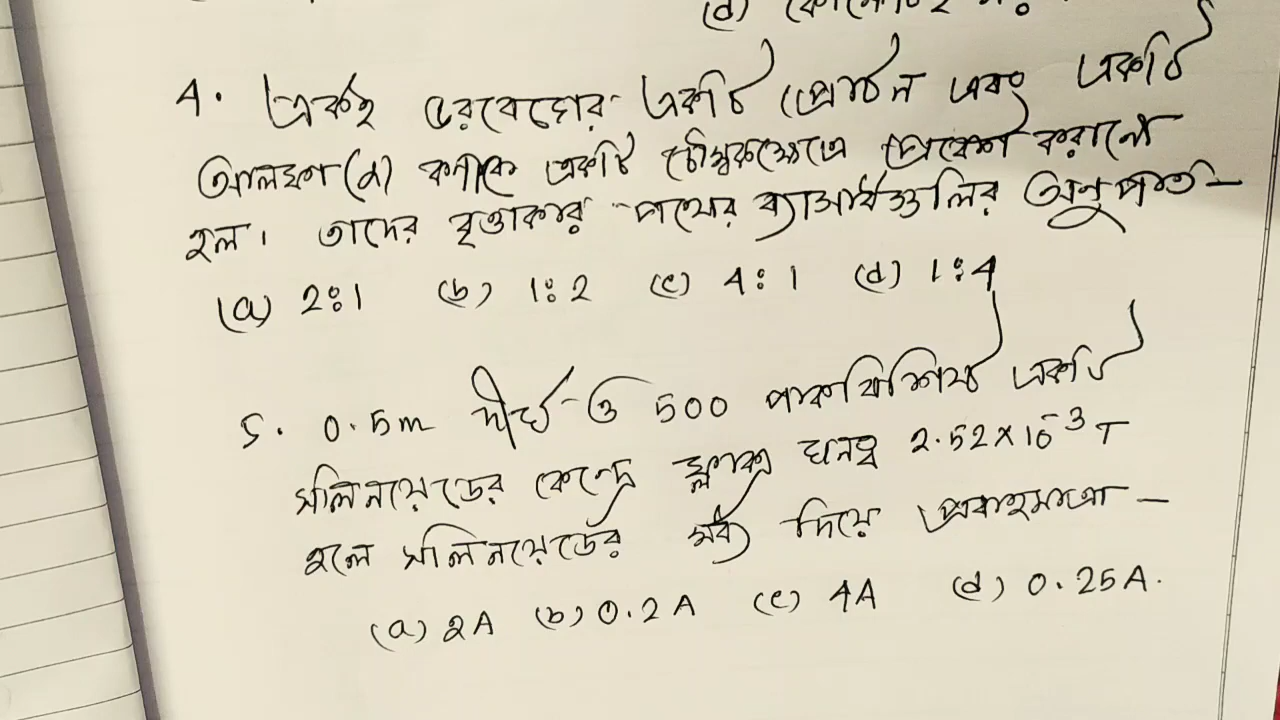 (d)
4. একই ভরবেগের একটি প্রোটন এবং একটি
আলফা (α) কণাকে একটি চৌম্বকক্ষেত্রে প্রবেশ করানো
হল। তাদের বৃত্তাকার পথের ব্যাসার্ধগুলির অনুপাত –
(a) 2:1 (b) 1:2 (c) 4:1 (d) 1:4
5. 0.5m দীর্ঘ ও 500 পাকবিশিষ্ট একটি
সলিনয়েডের কেন্দ্রে ফ্লাক্স ঘনত্ব 2.52×10⁻³ T
হলে সলিনয়েডের মধ্য দিয়ে প্রবাহমাত্রা –
(a) 2A (b) 0.2A (c) 4A (d) 0.25A.